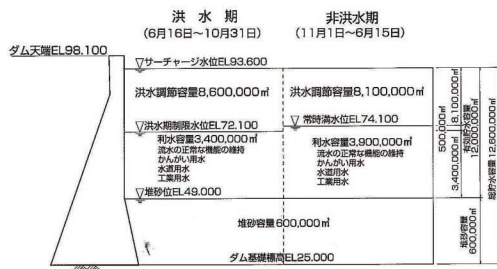 洪水期
(6月16日~10月31日)
非洪水期
(11月1日~6月15日)
ダム天端EL98.100
サーチャージ水位EL93.600
洪水調節容量8,600,000㎥
洪水調節容量8,100,000㎥
洪水期制限水位EL72.100
常時満水位EL74.100
利水容量3,400,000㎥
流水の正常な機能の維持
かんがい用水
水道用水
工業用水
利水容量3,900,000㎥
流水の正常な機能の維持
かんがい用水
水道用水
工業用水
堆砂位EL49.000
堆砂容量600,000㎥
ダム基礎標高EL25.000
500,000㎥
8,100,000㎥
3,400,000㎥
有効貯水容量
12,000,000㎥
総貯水容量12,600,000㎥
堆砂容量
600,000㎥